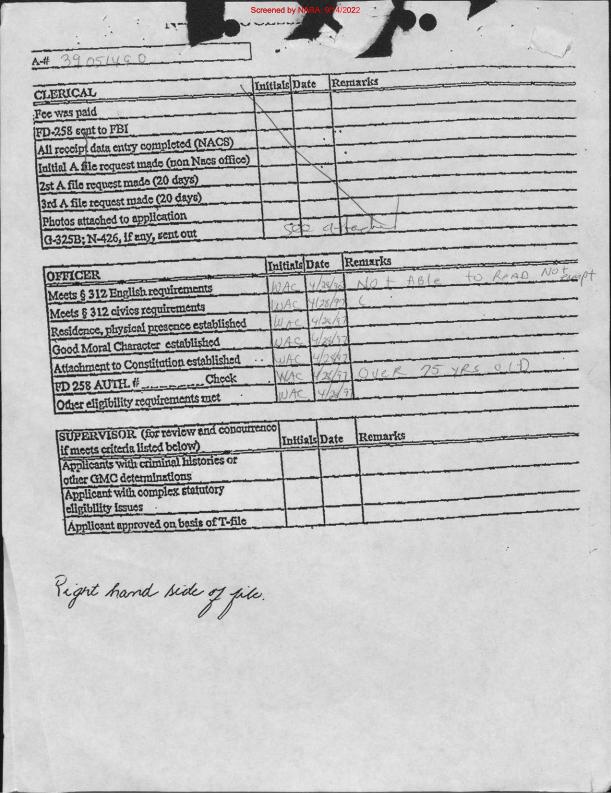 Screened by NARA, 9/14/2022
A-# 39051490
CLERICAL Initials Date Remarks
Fee was paid
FD-258 sent to FBI
All receipt data entry completed (NACS)
Initial A file request made (non Nacs office)
2st A file request made (20 days)
3rd A file request made (20 days)
Photos attached to application
G-325B; N-426, if any, sent out See attached
OFFICER Initials Date Remarks
Meets § 312 English requirements WAC 4/28/97 NOt ABle to ReAD Not exempt
Meets § 312 civics requirements WAC 4/28/97
Residence, physical presence established WAC 4/28/97
Good Moral Character established WAC 4/28/97
Attachment to Constitution established WAC 4/28/97
FD 258 AUTH. # _ _ _ _ _ _ _ Check WAC 4/28/97 OveR 75 yRs olD
Other eligibility requirements met WAC 4/28/97
SUPERVISOR (for review and concurrence
if meets criteria listed below) Initials Date Remarks
Applicants with criminal histories or
other GMC determinations
Applicant with complex statutory
eligibility issues
Applicant approved on basis of T-file
Right hand side of file.